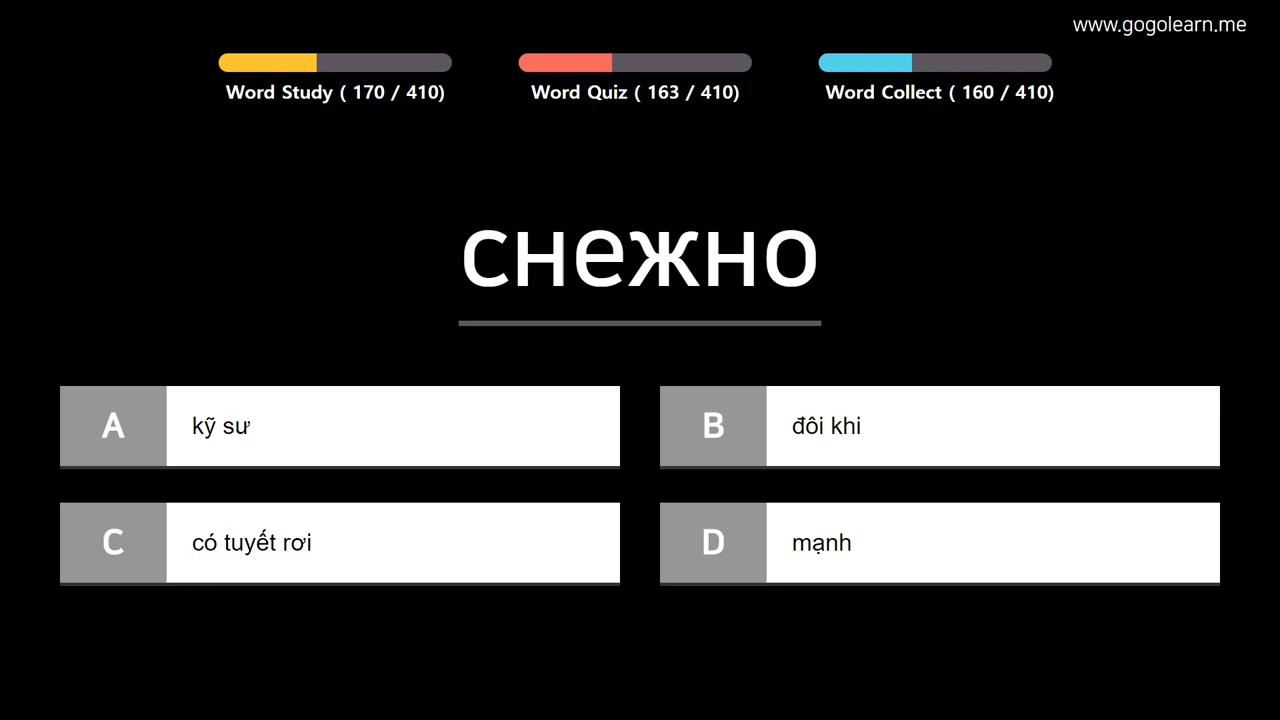 www.gogolearn.me
Word Study ( 170 / 410)
Word Quiz ( 163 / 410)
Word Collect ( 160 / 410)
снежно
A kỹ sư
B đôi khi
C có tuyết rơi
D mạnh